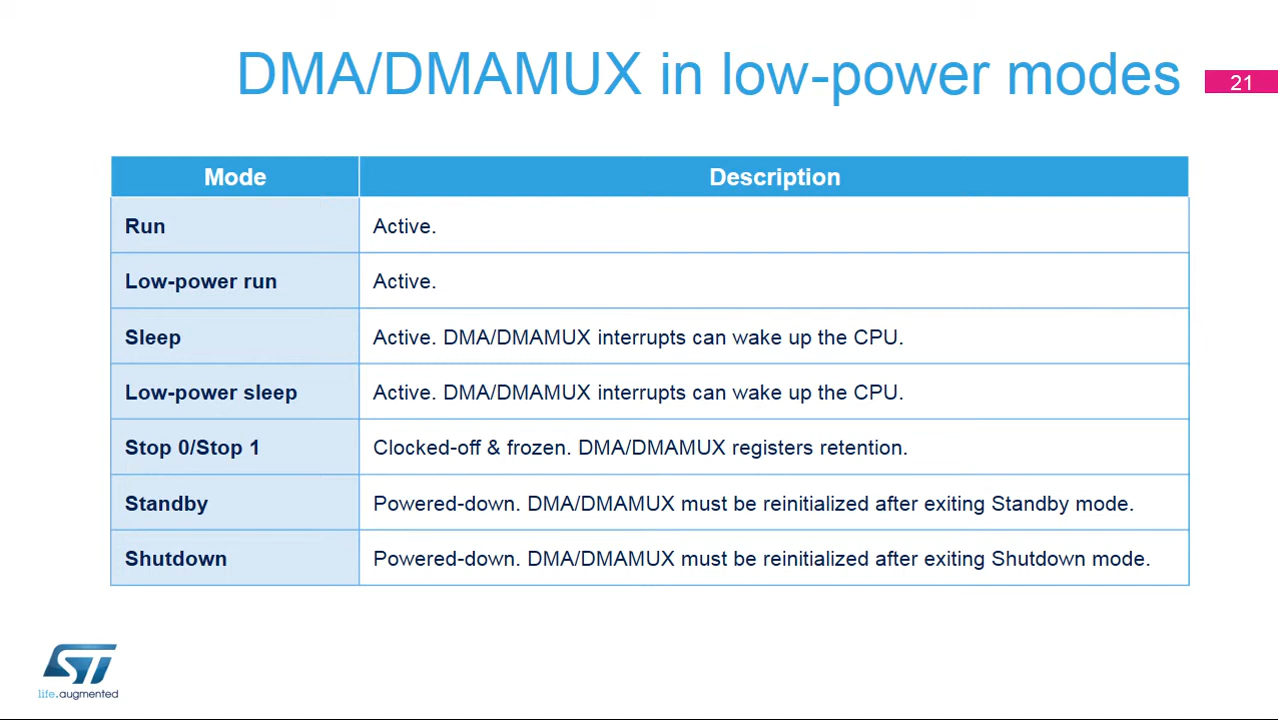 DMA/DMAMUX in low-power modes
21
Mode Description
Run Active.
Low-power run Active.
Sleep Active. DMA/DMAMUX interrupts can wake up the CPU.
Low-power sleep Active. DMA/DMAMUX interrupts can wake up the CPU.
Stop 0/Stop 1 Clocked-off & frozen. DMA/DMAMUX registers retention.
Standby Powered-down. DMA/DMAMUX must be reinitialized after exiting Standby mode.
Shutdown Powered-down. DMA/DMAMUX must be reinitialized after exiting Shutdown mode.
ST
life.augmented